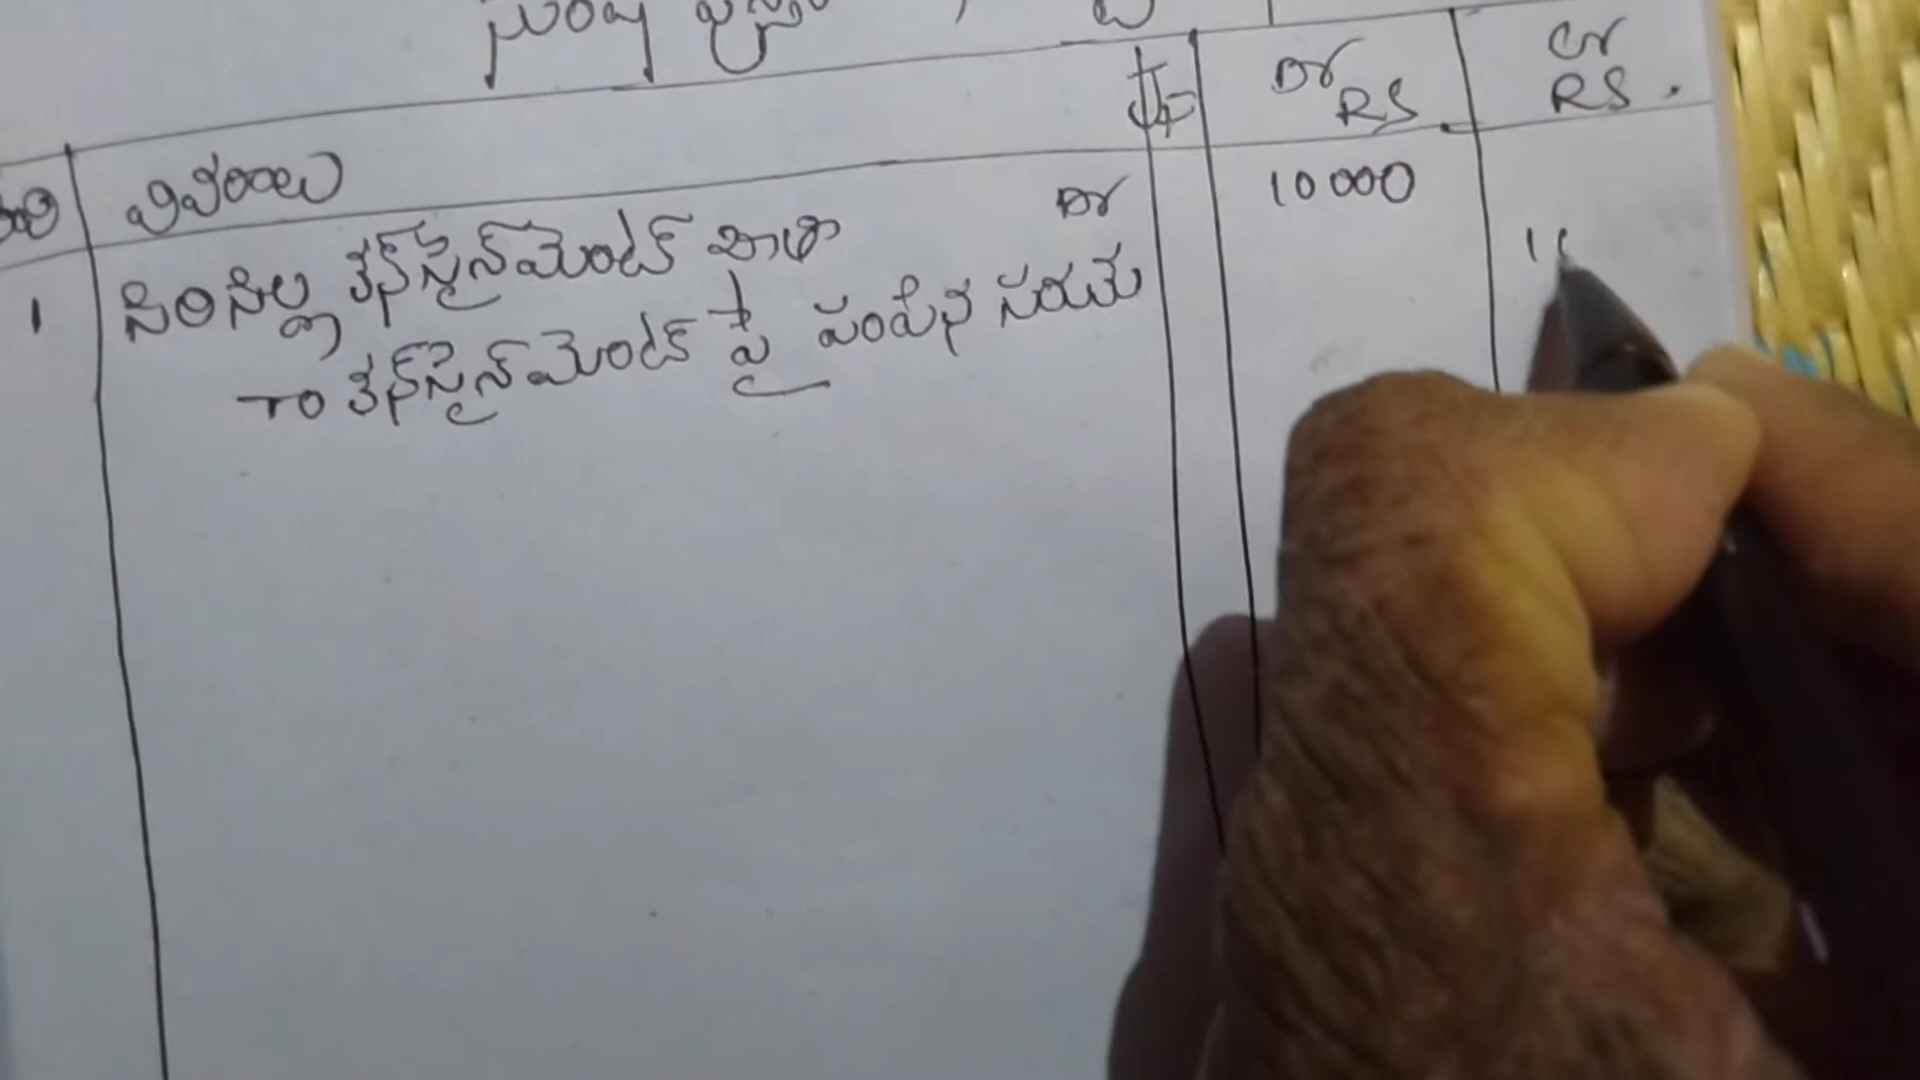 Dr Cr
RS RS.
వివరాలు
1 సిరిసిల్ల కన్‌సైన్‌మెంట్ ఖాతా Dr 10000
To కన్‌సైన్‌మెంట్ పై పంపిన సరుకు